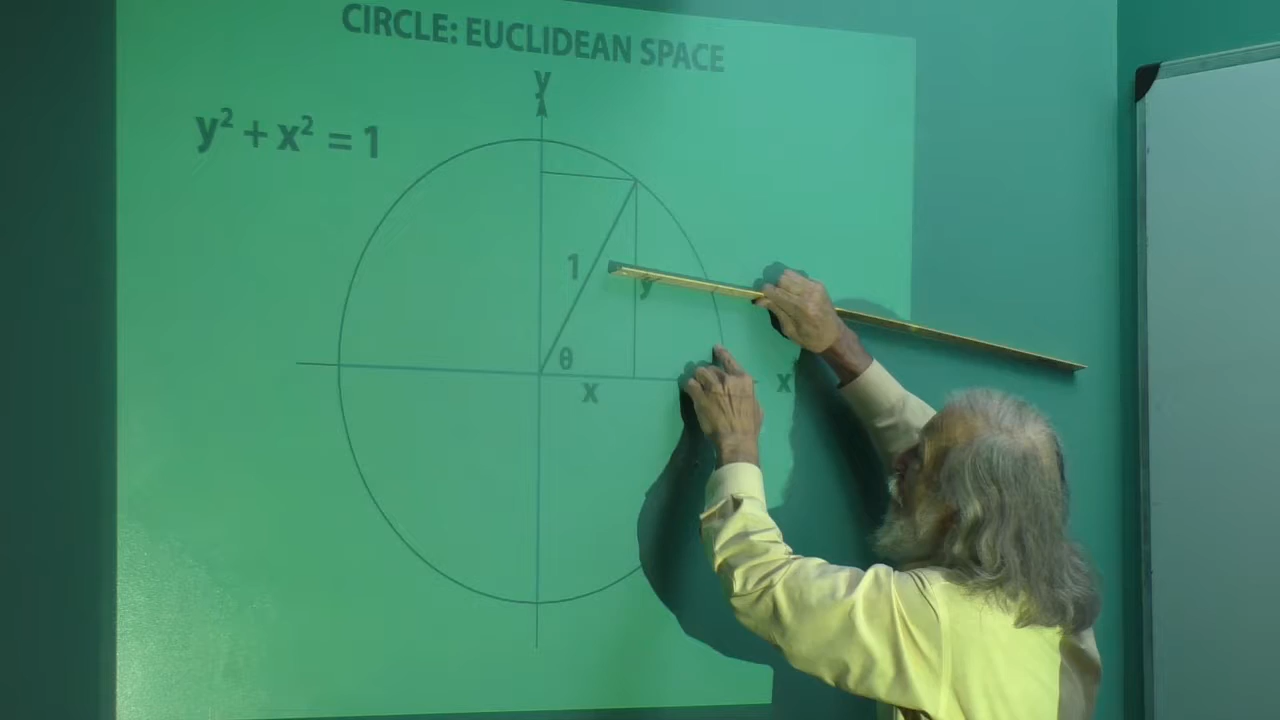 CIRCLE: EUCLIDEAN SPACE
y
y² + x² = 1
1
y
θ
x
x